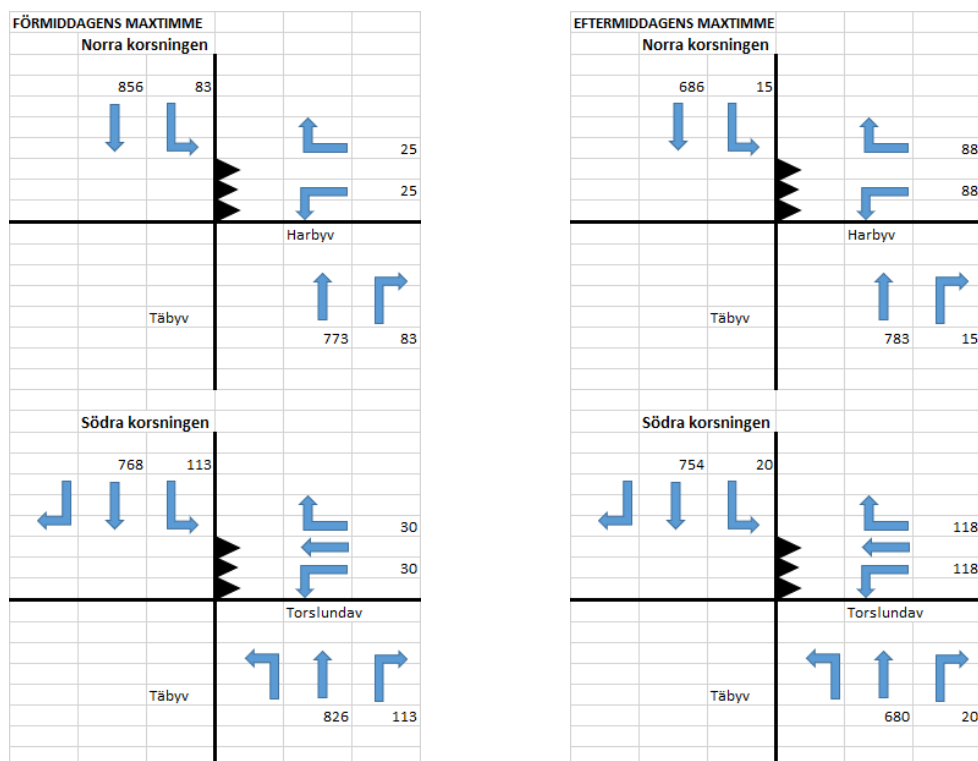 FÖRMIDDAGENS MAXTIMME
Norra korsningen
856 83
25
25
Harbyv
Täbyv
773 83
Södra korsningen
768 113
30
30
Torslundav
Täbyv
826 113
EFTERMIDDAGENS MAXTIMME
Norra korsningen
686 15
88
88
Harbyv
Täbyv
783 15
Södra korsningen
754 20
118
118
Torslundav
Täbyv
680 20